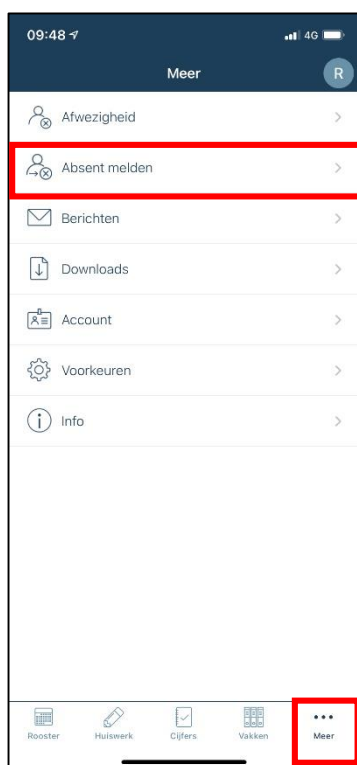 09:48 4G
Meer R
Afwezigheid
Absent melden
Berichten
Downloads
Account
Voorkeuren
Info
Rooster Huiswerk Cijfers Vakken Meer